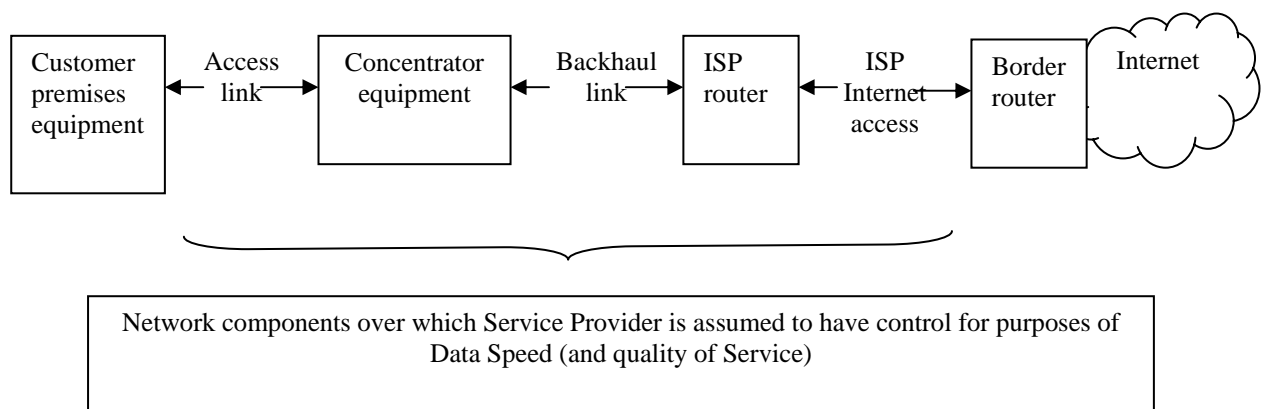 Customer
premises
equipment
Access
link
Concentrator
equipment
Backhaul
link
ISP
router
ISP
Internet
access
Border
router
Internet
Network components over which Service Provider is assumed to have control for purposes of
Data Speed (and quality of Service)